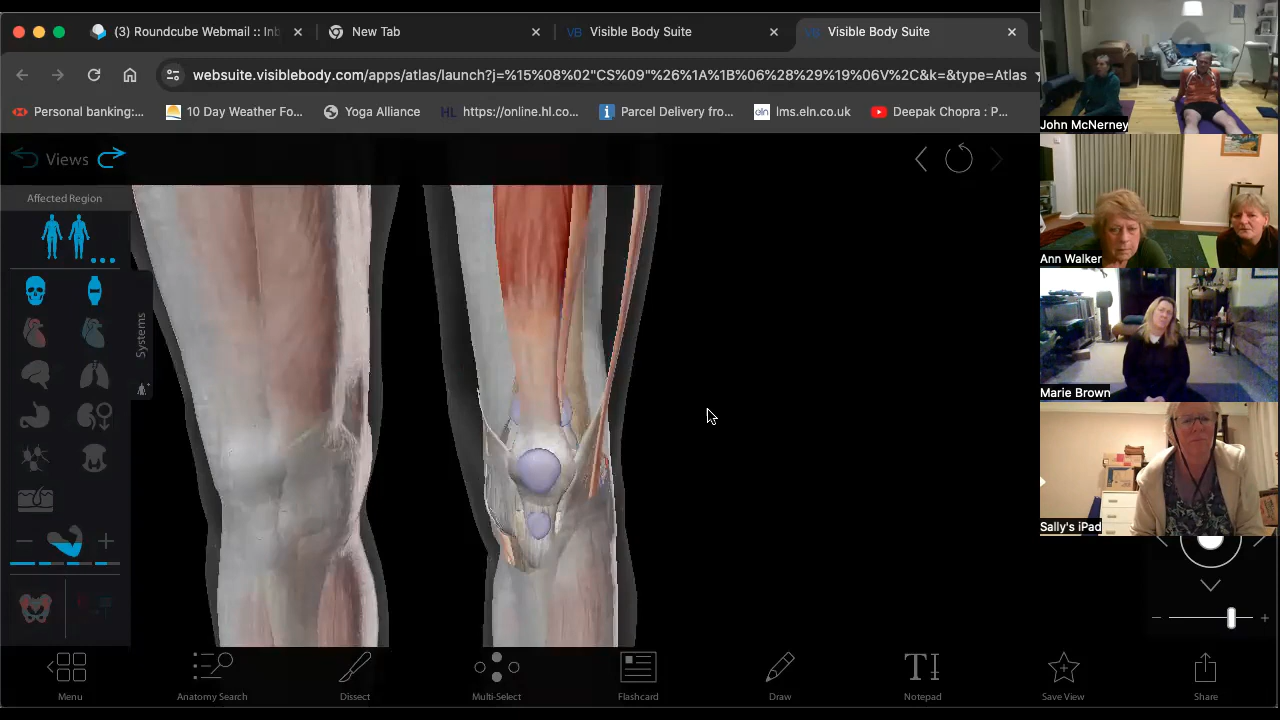 (3) Roundcube Webmail :: Inb
New Tab
Visible Body Suite
Visible Body Suite
websuite.visiblebody.com/apps/atlas/launch?j=%15%08%02"CS%09"%26%1A%1B%06%28%29%19%06V%2C&k=&type=Atlas
Personal banking:...
10 Day Weather Fo...
Yoga Alliance
HL
https://online.hl.co...
Parcel Delivery fro...
eln
lms.eln.co.uk
Deepak Chopra : P...
John McNerney
Views
Affected Region
Systems
Ann Walker
Marie Brown
Sally's iPad
Menu
Anatomy Search
Dissect
Multi-Select
Flashcard
Draw
Notepad
Save View
Share